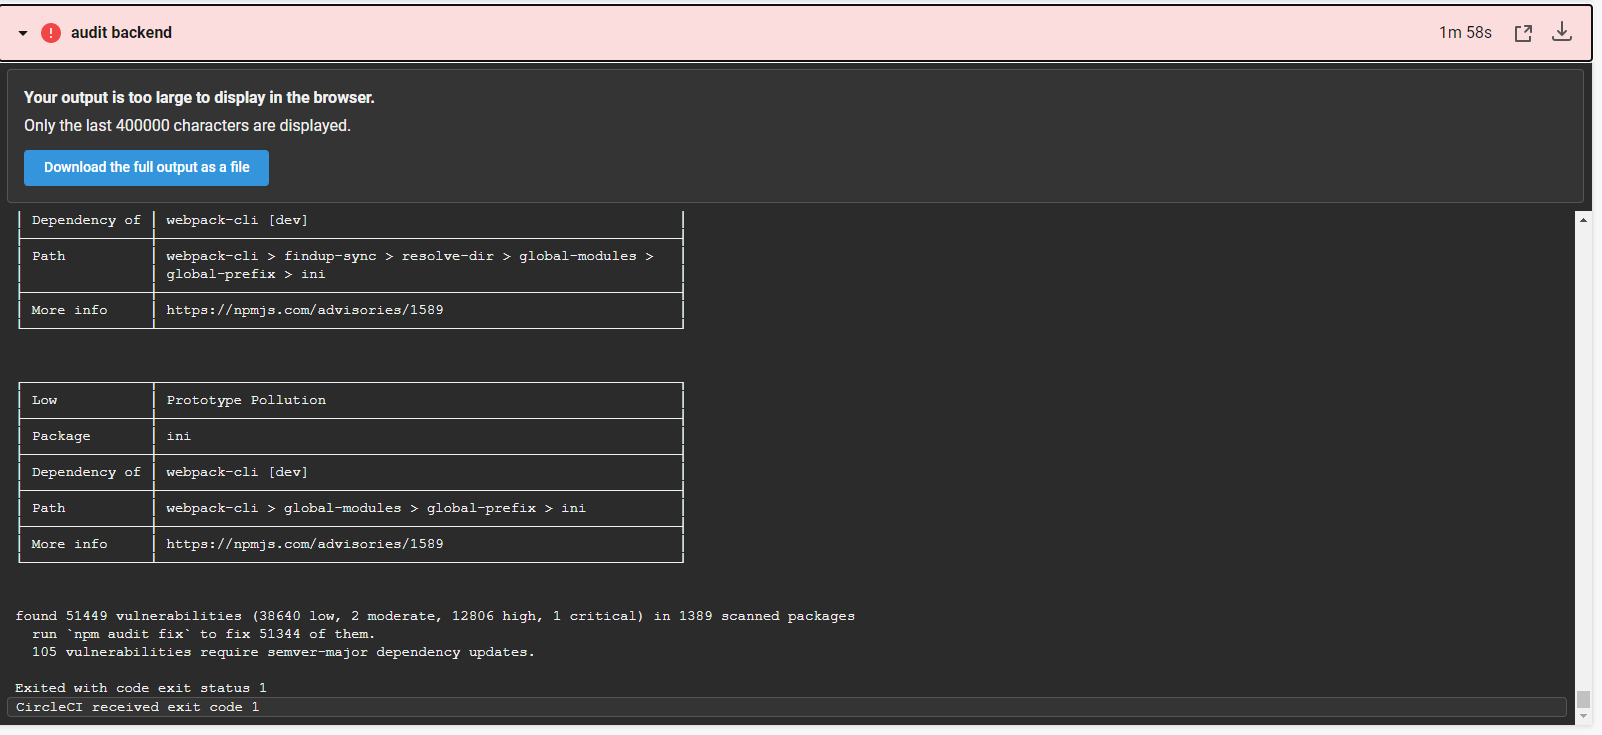 audit backend 1m 58s
Your output is too large to display in the browser.
Only the last 400000 characters are displayed.
Download the full output as a file
Dependency of webpack-cli [dev]
Path webpack-cli > findup-sync > resolve-dir > global-modules >
global-prefix > ini
More info https://npmjs.com/advisories/1589
Low Prototype Pollution
Package ini
Dependency of webpack-cli [dev]
Path webpack-cli > global-modules > global-prefix > ini
More info https://npmjs.com/advisories/1589
found 51449 vulnerabilities (38640 low, 2 moderate, 12806 high, 1 critical) in 1389 scanned packages
run `npm audit fix` to fix 51344 of them.
105 vulnerabilities require semver-major dependency updates.
Exited with code exit status 1
CircleCI received exit code 1